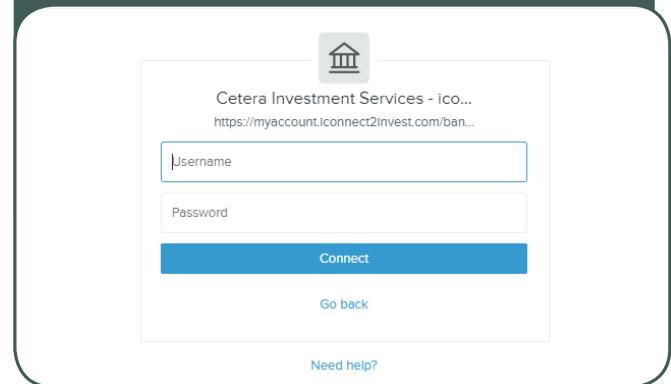 Cetera Investment Services - ico...
https://myaccount.iconnect2invest.com/ban...
Username
Password
Connect
Go back
Need help?